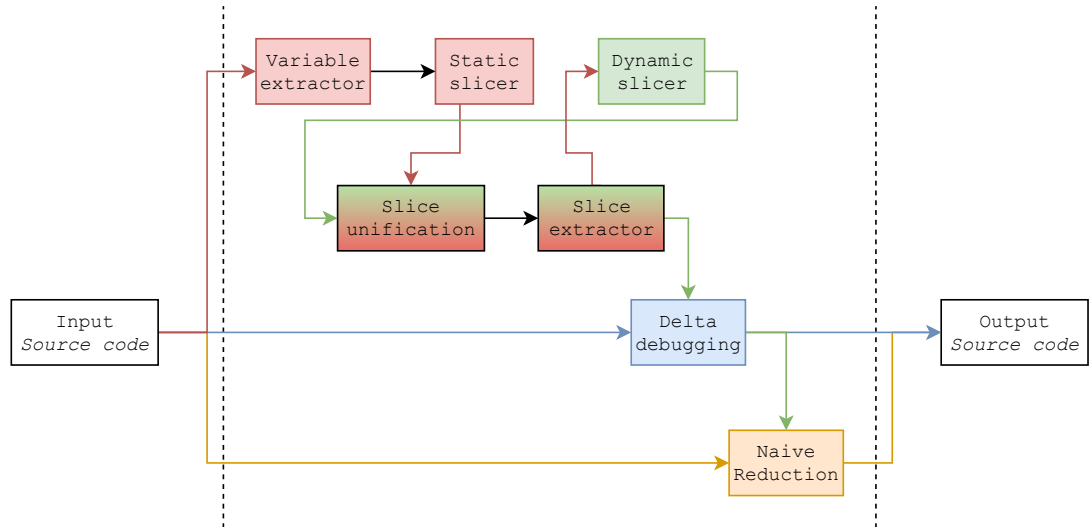 Variable
extractor
Static
slicer
Dynamic
slicer
Slice
unification
Slice
extractor
Input
Source code
Delta
debugging
Output
Source code
Naive
Reduction